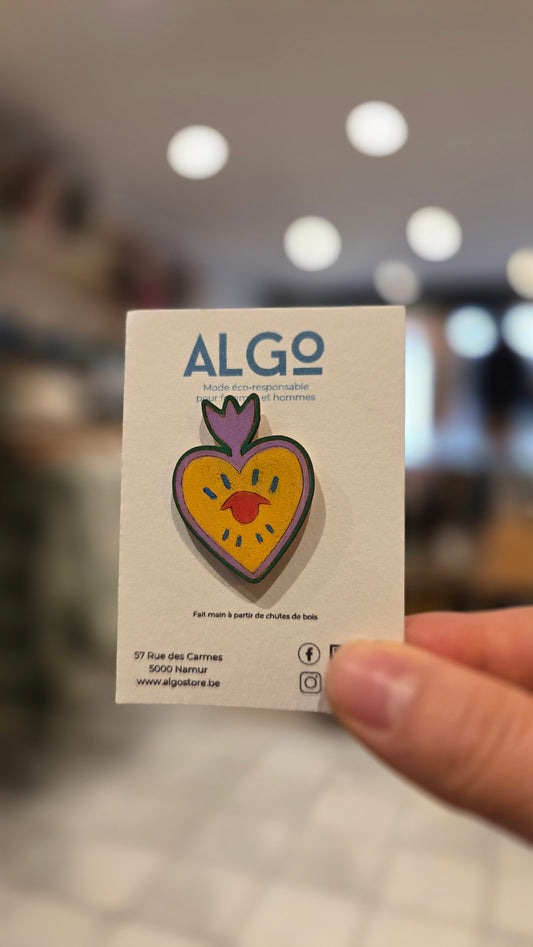 ALGO
Mode éco-responsable
pour et hommes
Fait main à partir de chutes de bois
57 Rue des Carmes
5000 Namur
www.algostore.be